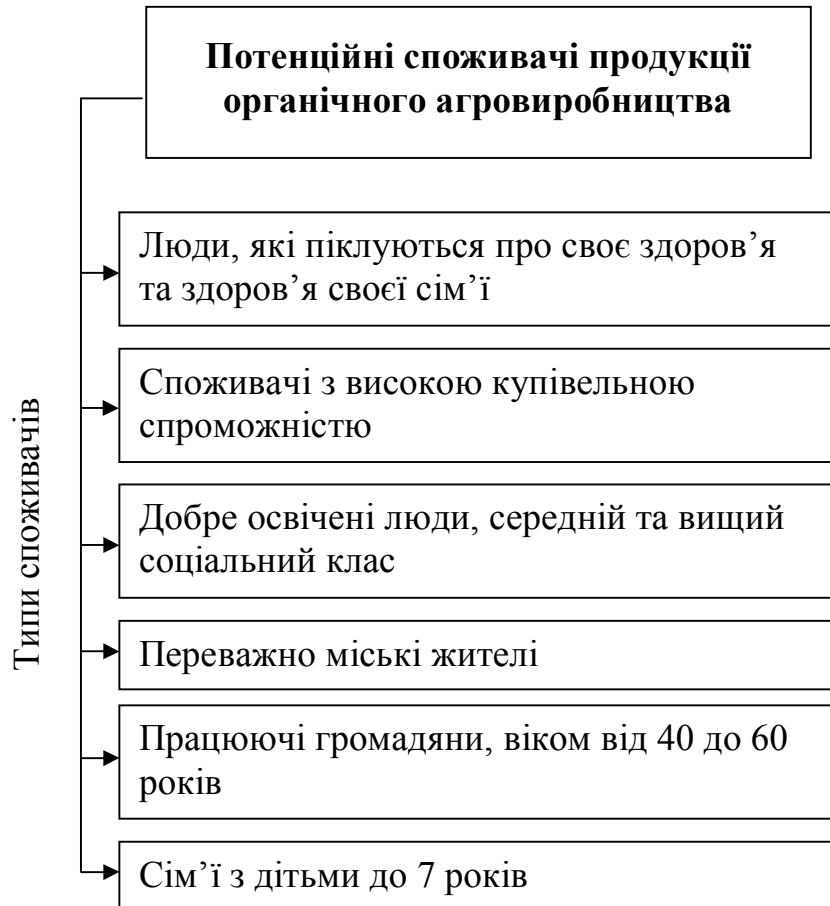 Потенційні споживачі продукції
органічного агровиробництва
Типи споживачів
Люди, які піклуються про своє здоров’я
та здоров’я своєї сім’ї
Споживачі з високою купівельною
спроможністю
Добре освічені люди, середній та вищий
соціальний клас
Переважно міські жителі
Працюючі громадяни, віком від 40 до 60
років
Сім’ї з дітьми до 7 років